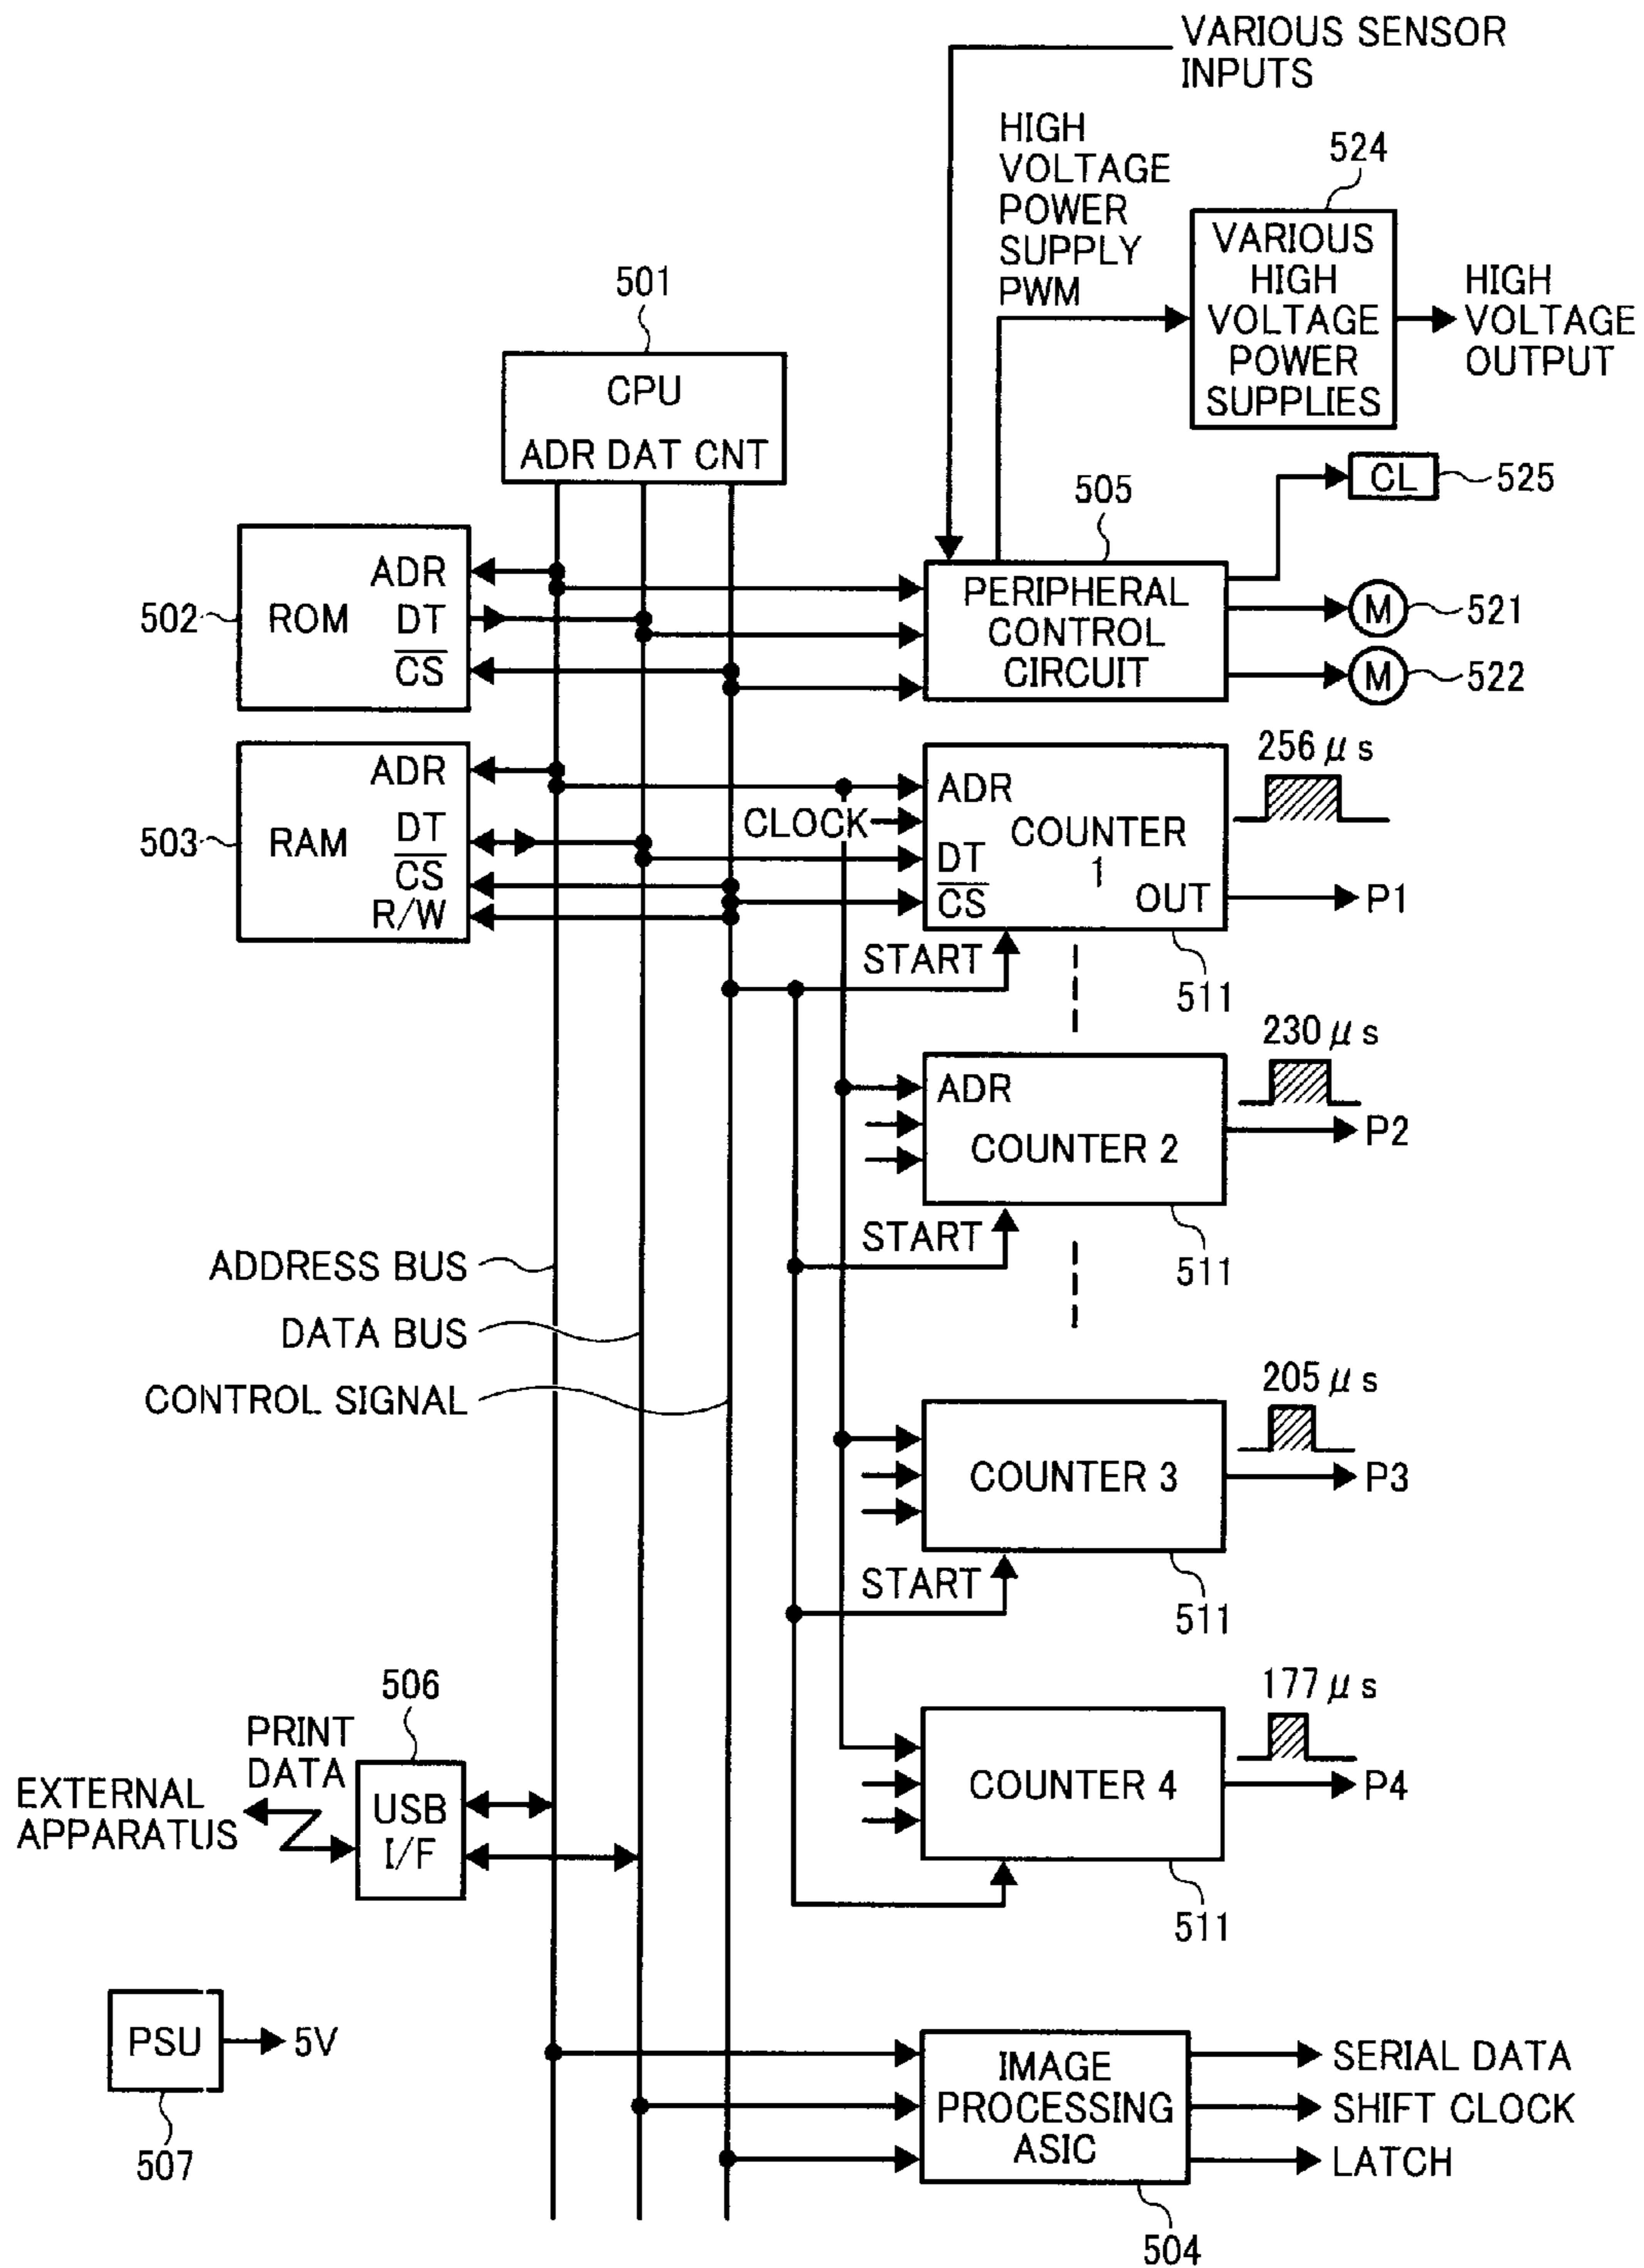 VARIOUS SENSOR
INPUTS
HIGH
VOLTAGE
POWER
SUPPLY
PWM
524
VARIOUS
HIGH
VOLTAGE
POWER
SUPPLIES
HIGH
VOLTAGE
OUTPUT
501
CPU
ADR DAT CNT
505
CL
525
PERIPHERAL
CONTROL
CIRCUIT
M
521
M
522
502
ROM
ADR
DT
CS
503
RAM
ADR
DT
CS
R/W
ADR
CLOCK
DT
CS
COUNTER
1
OUT
256 μs
P1
START
511
230 μs
ADR
COUNTER 2
P2
START
511
ADDRESS BUS
DATA BUS
CONTROL SIGNAL
205 μs
COUNTER 3
P3
START
511
506
PRINT
DATA
EXTERNAL
APPARATUS
USB
I/F
177 μs
COUNTER 4
P4
511
PSU
5V
507
IMAGE
PROCESSING
ASIC
SERIAL DATA
SHIFT CLOCK
LATCH
504